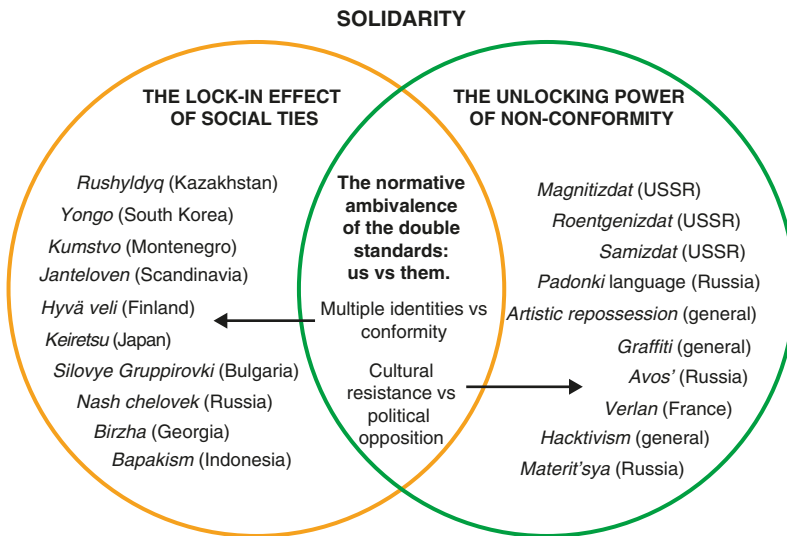 SOLIDARITY
THE LOCK-IN EFFECT
OF SOCIAL TIES
Rushyldyq (Kazakhstan)
Yongo (South Korea)
Kumstvo (Montenegro)
Janteloven (Scandinavia)
Hyvä veli (Finland)
Keiretsu (Japan)
Silovye Gruppirovki (Bulgaria)
Nash chelovek (Russia)
Birzha (Georgia)
Bapakism (Indonesia)
The normative
ambivalence
of the double
standards:
us vs them.
Multiple identities vs
conformity
Cultural
resistance vs
political
opposition
THE UNLOCKING POWER
OF NON-CONFORMITY
Magnitizdat (USSR)
Roentgenizdat (USSR)
Samizdat (USSR)
Padonki language (Russia)
Artistic repossession (general)
Graffiti (general)
Avos' (Russia)
Verlan (France)
Hacktivism (general)
Materit'sya (Russia)